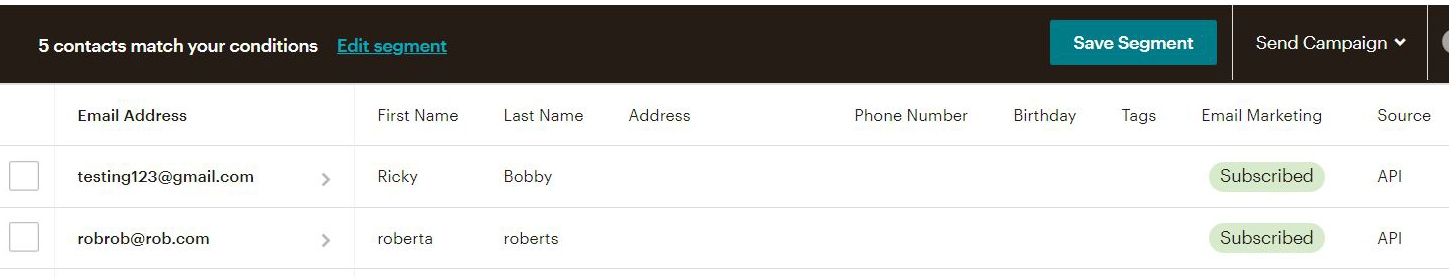 5 contacts match your conditions Edit segment Save Segment Send Campaign
Email Address First Name Last Name Address Phone Number Birthday Tags Email Marketing Source
testing123@gmail.com Ricky Bobby Subscribed API
robrob@rob.com roberta roberts Subscribed API